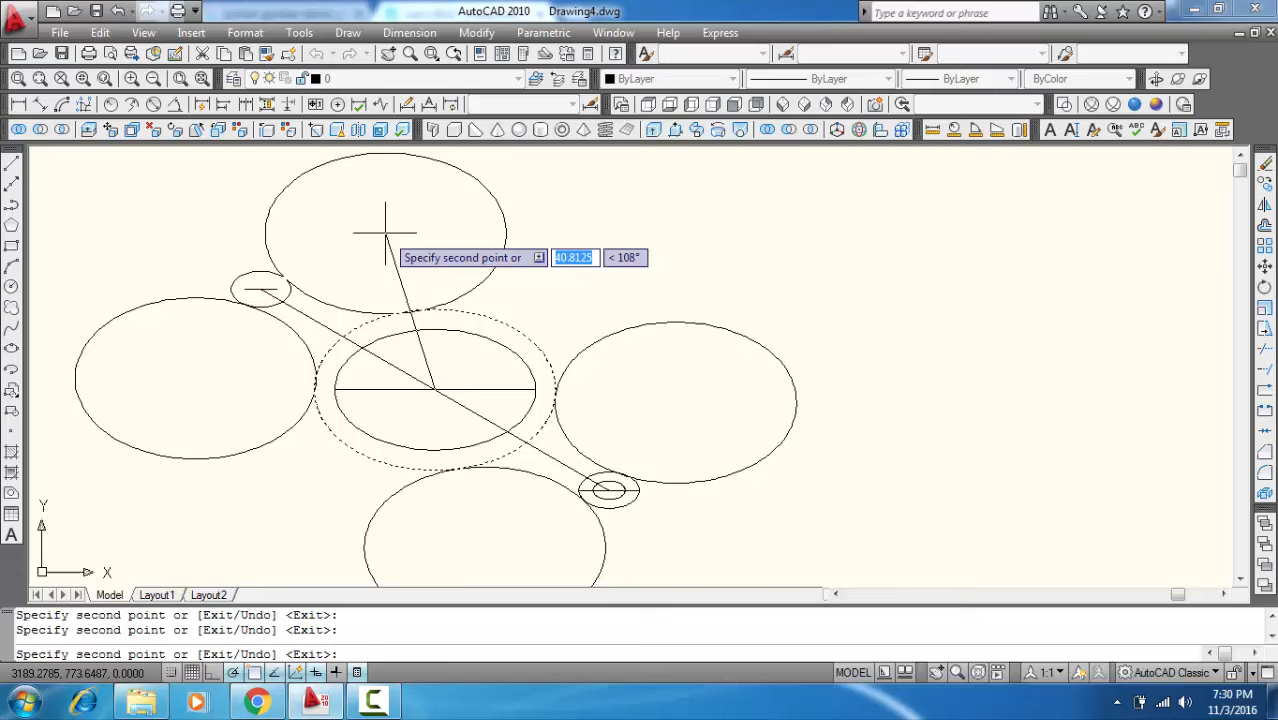 AutoCAD 2010 Drawing4.dwg
Type a keyword or phrase
File Edit View Insert Format Tools Draw Dimension Modify Parametric Window Help Express
0 ByLayer ByLayer ByLayer ByColor
Specify second point or 40.8125 < 108°
Y
X
Model Layout1 Layout2
Specify second point or [Exit/Undo] <Exit>:
Specify second point or [Exit/Undo] <Exit>:
Specify second point or [Exit/Undo] <Exit>:
3189.2785, 773.6487, 0.0000 MODEL 1:1 AutoCAD Classic
7:30 PM
11/3/2016